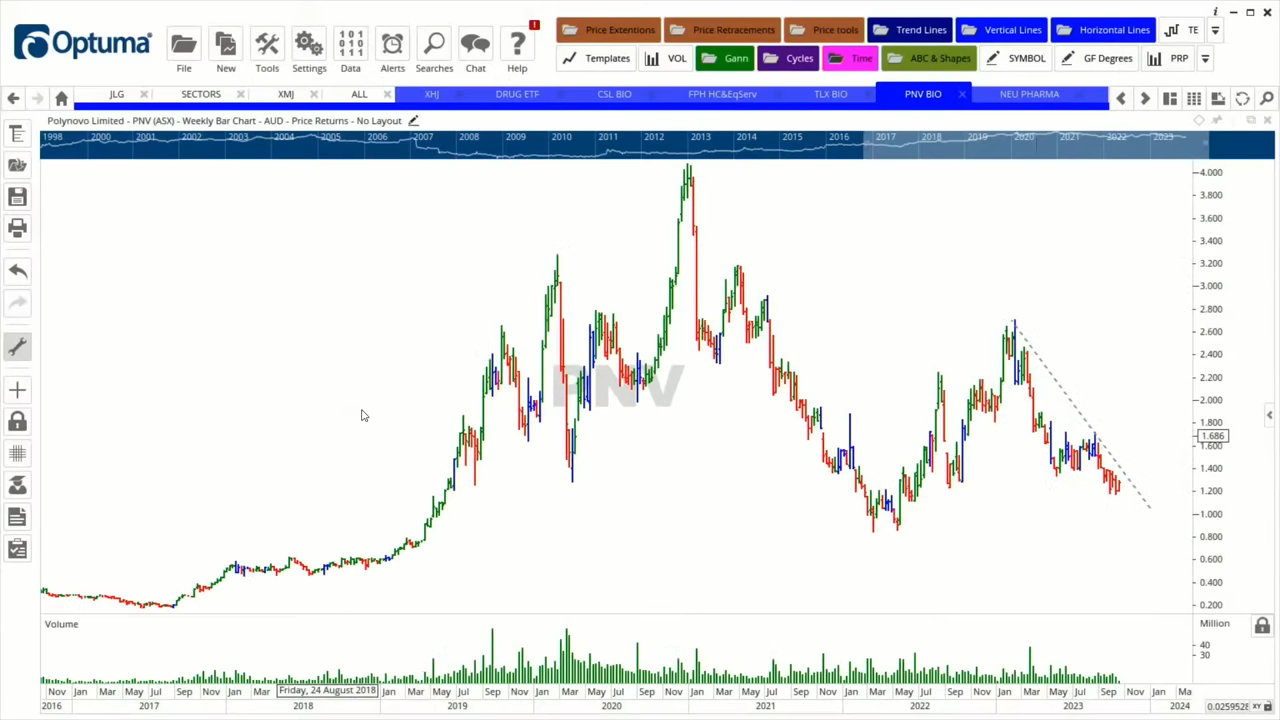 Optuma
File New Tools Settings Data Alerts Searches Chat Help
Price Extentions Price Retracements Price tools Trend Lines Vertical Lines Horizontal Lines TE
Templates VOL Gann Cycles Time ABC & Shapes SYMBOL GF Degrees PRP
JLG SECTORS XMJ ALL XHJ DRUG ETF CSL BIO FPH HC&EqServ TLX BIO PNV BIO NEU PHARMA
Polynovo Limited - PNV (ASX) - Weekly Bar Chart - AUD - Price Returns - No Layout
1998 2000 2001 2002 2003 2004 2005 2006 2007 2008 2009 2010 2011 2012 2013 2014 2015 2016 2017 2018 2019 2020 2021 2022 2023
4.000
3.800
3.600
3.400
3.200
3.000
2.800
2.600
2.400
2.200
PNV
2.000
1.800
1.686
1.600
1.400
1.200
1.000
0.800
0.600
0.400
0.200
Volume Million
40
30
Nov Jan Mar May Jul Sep Nov Jan Mar Friday, 24 August 2018 Jan Mar May Jul Sep Nov Jan Mar May Jul Sep Nov Jan Mar May Jul Sep Nov Jan Mar May Jul Sep Nov Jan Mar May Jul Sep Nov Jan Ma
2016 2017 2018 2019 2020 2021 2022 2023 2024 0.0259528 XY